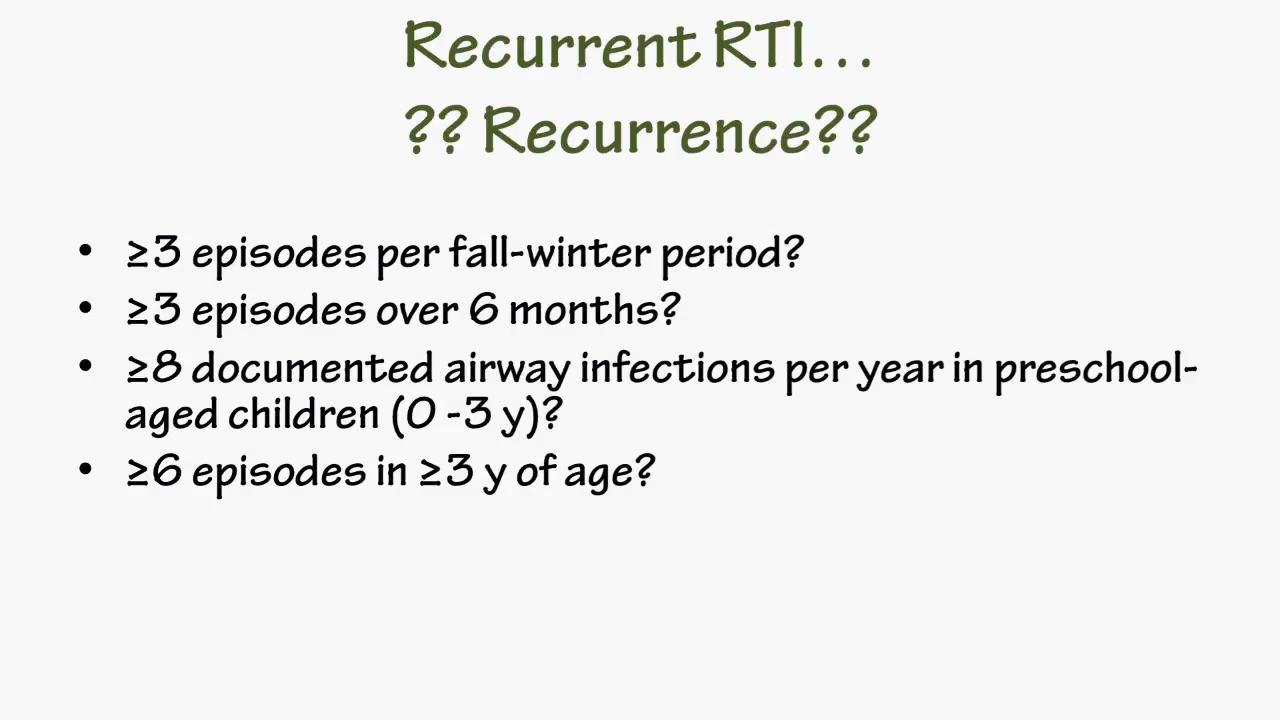 Recurrent RTI...
?? Recurrence??
• ≥3 episodes per fall-winter period?
• ≥3 episodes over 6 months?
• ≥8 documented airway infections per year in preschool-
aged children (0 -3 y)?
• ≥6 episodes in ≥3 y of age?